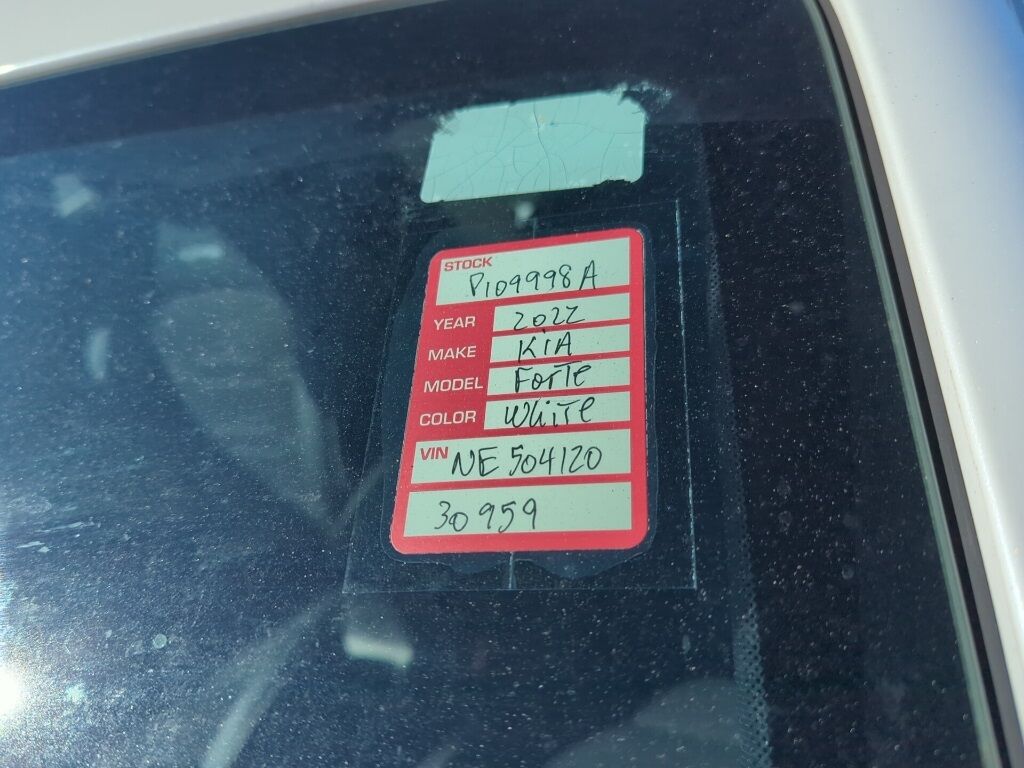 STOCK
P109998A
YEAR 2022
MAKE KIA
MODEL Forte
COLOR White
VIN NE504120
30959